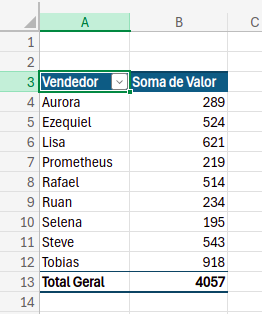 A B C
1
2
3 Vendedor Soma de Valor
4 Aurora 289
5 Ezequiel 524
6 Lisa 621
7 Prometheus 219
8 Rafael 514
9 Ruan 234
10 Selena 195
11 Steve 543
12 Tobias 918
13 Total Geral 4057
14